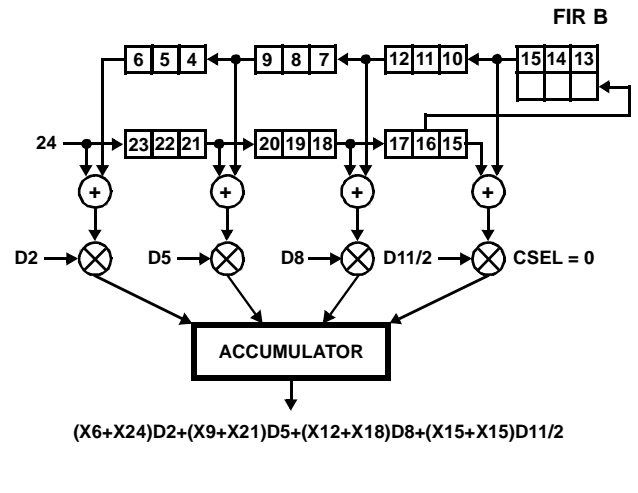 FIR B
6 5 4 9 8 7 12 11 10 15 14 13
24 23 22 21 20 19 18 17 16 15
+ + + +
D2 D5 D8 D11/2 CSEL = 0
ACCUMULATOR
(X6+X24)D2+(X9+X21)D5+(X12+X18)D8+(X15+X15)D11/2